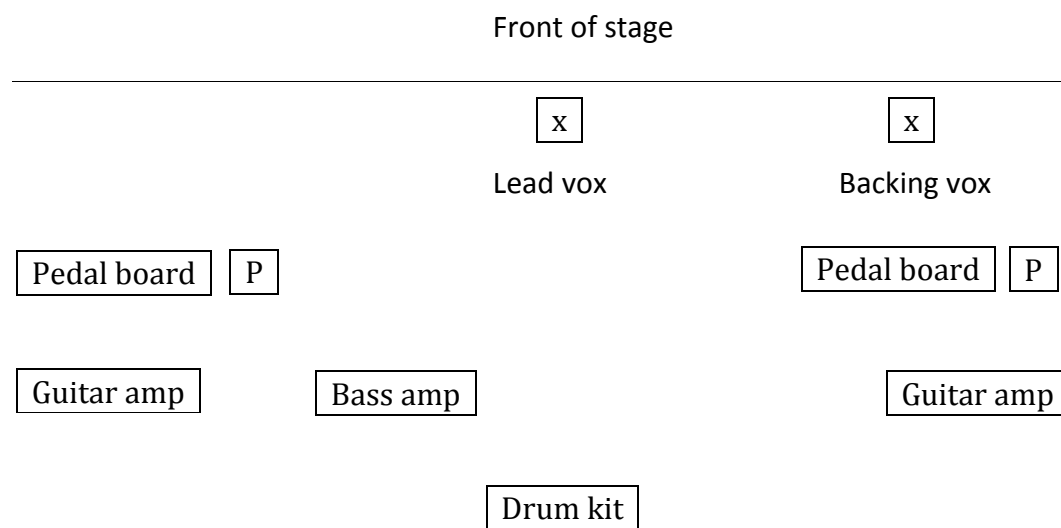 Front of stage
x x
Lead vox Backing vox
Pedal board P Pedal board P
Guitar amp Bass amp Guitar amp
Drum kit